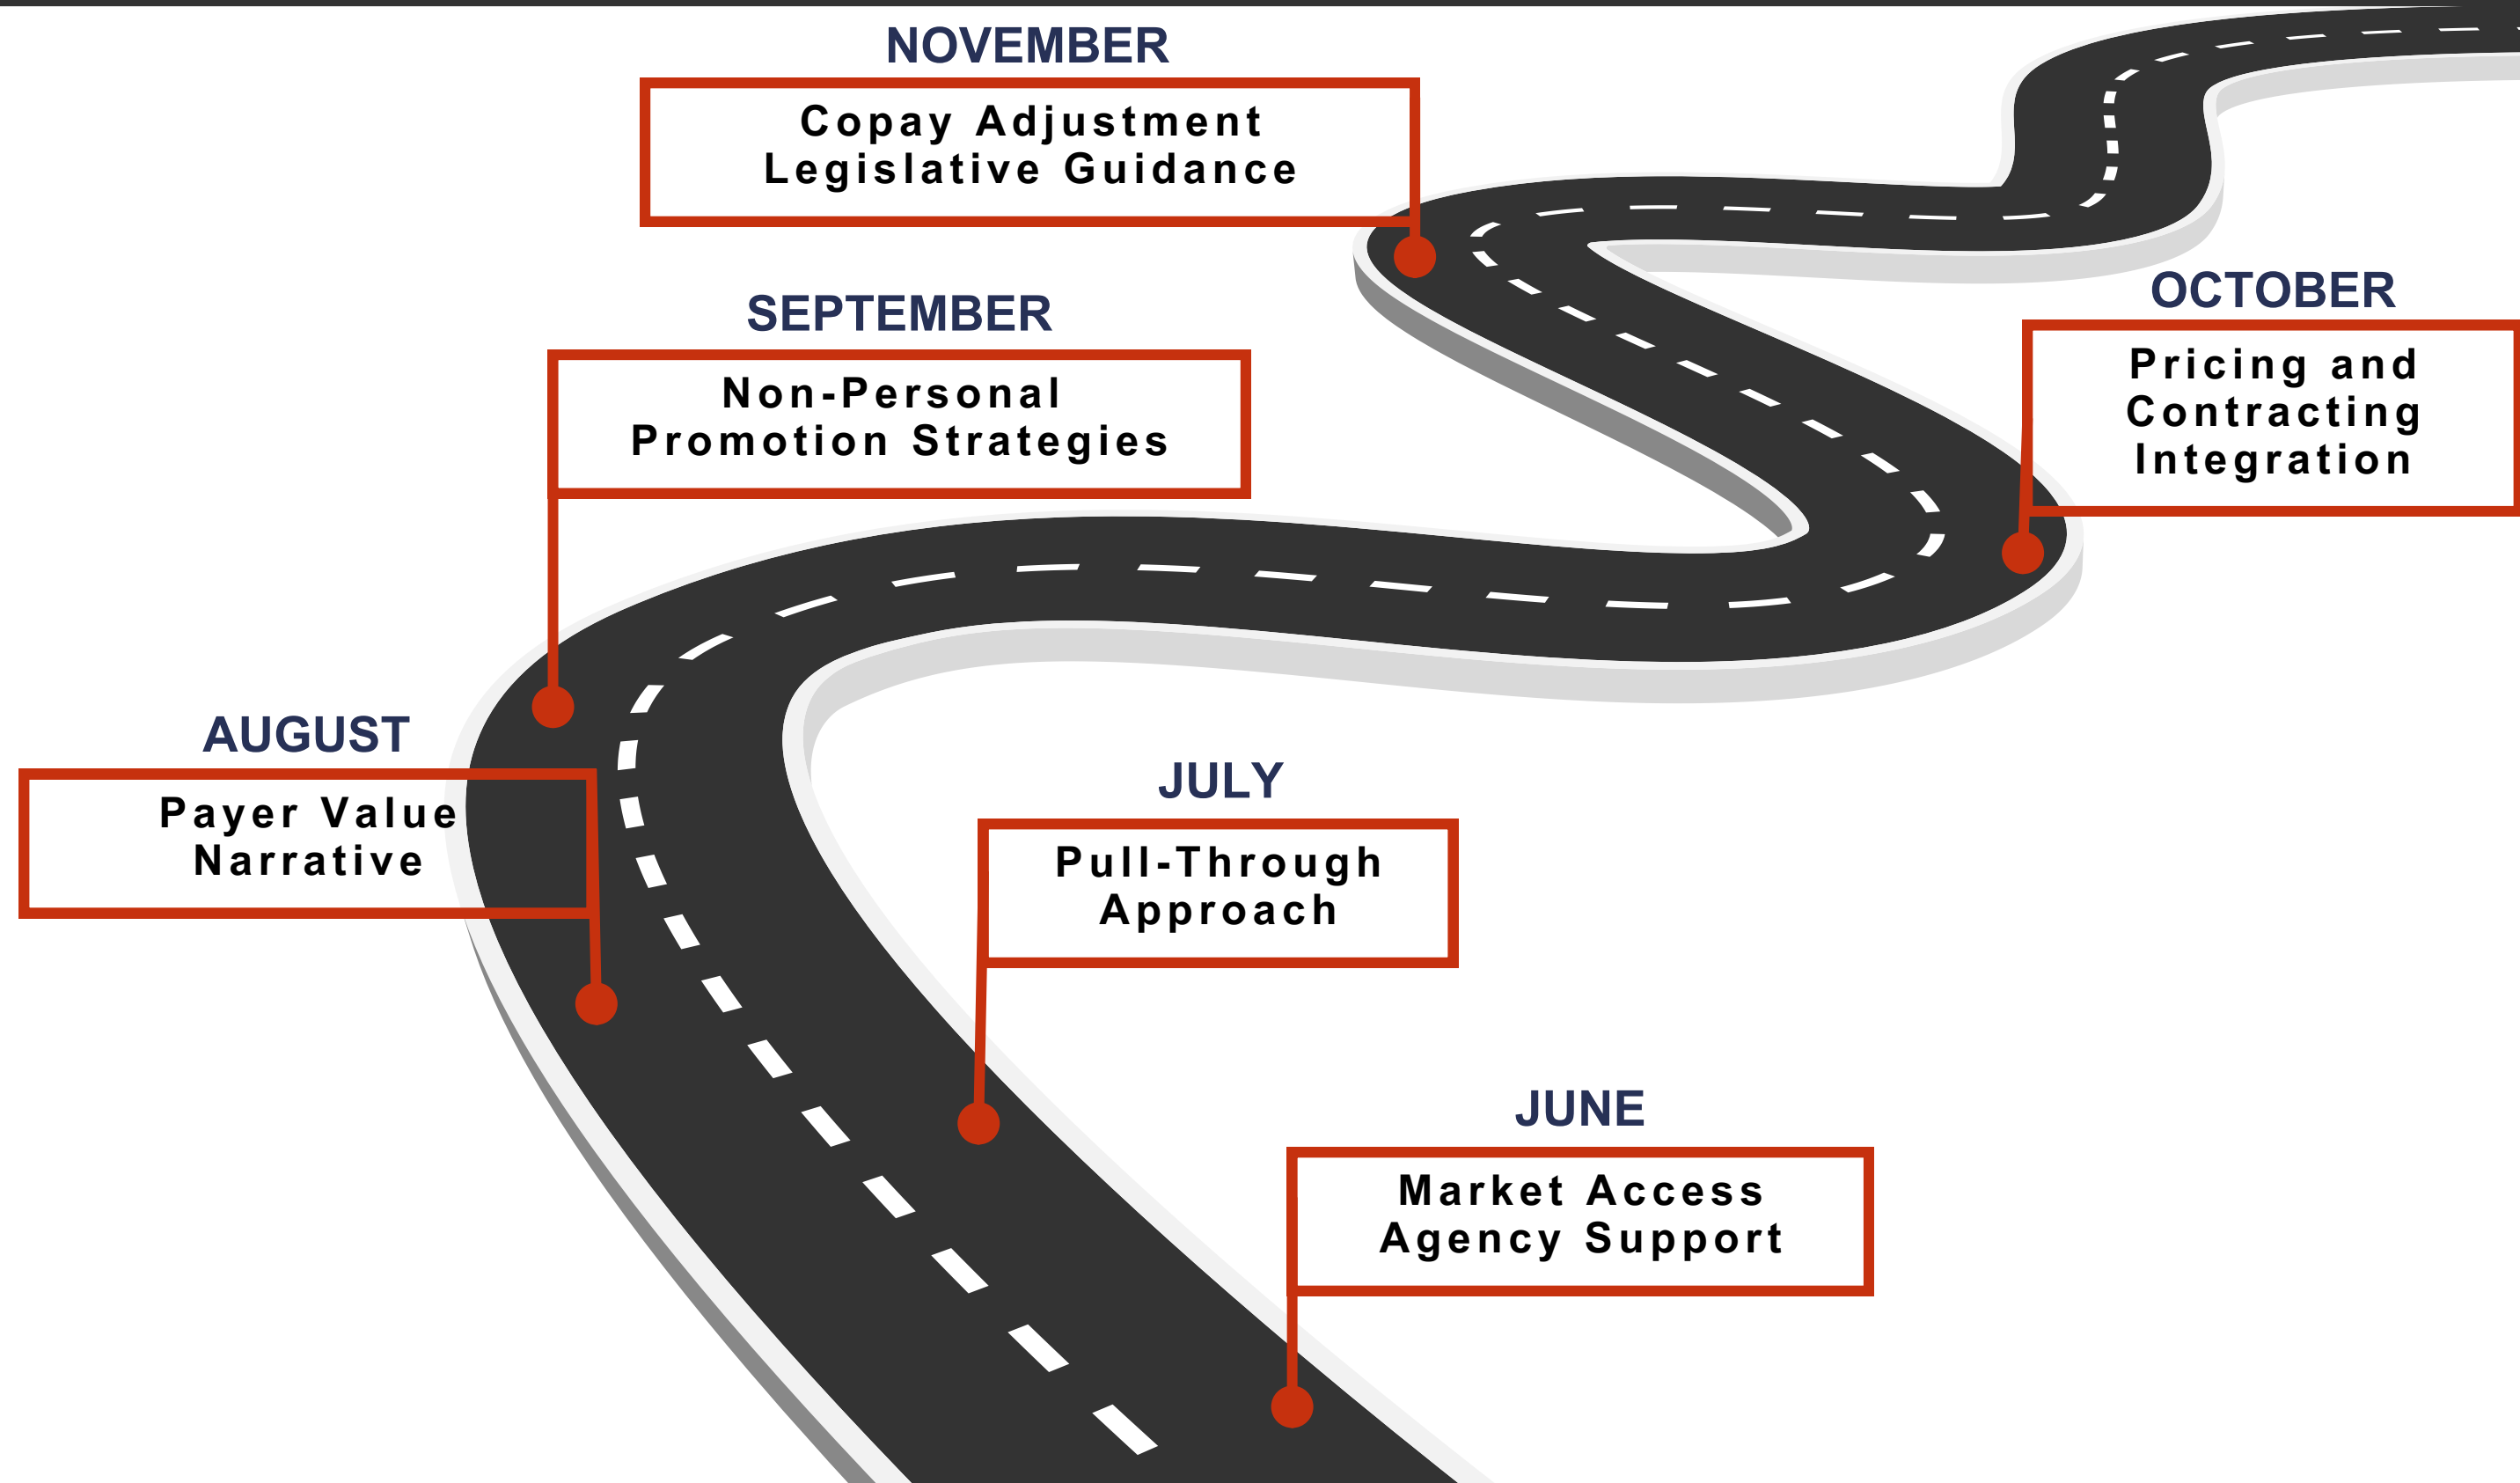 NOVEMBER
Copay Adjustment
Legislative Guidance
SEPTEMBER
Non-Personal
Promotion Strategies
OCTOBER
Pricing and
Contracting
Integration
AUGUST
Payer Value
Narrative
JULY
Pull-Through
Approach
JUNE
Market Access
Agency Support